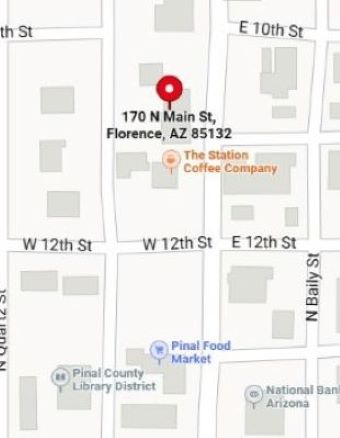 th St
E 10th St
170 N Main St,
Florence, AZ 85132
The Station
Coffee Company
W 12th St
W 12th St
E 12th St
N Baily St
N Quartz St
Pinal Food
Market
Pinal County
Library District
National Ban
Arizona